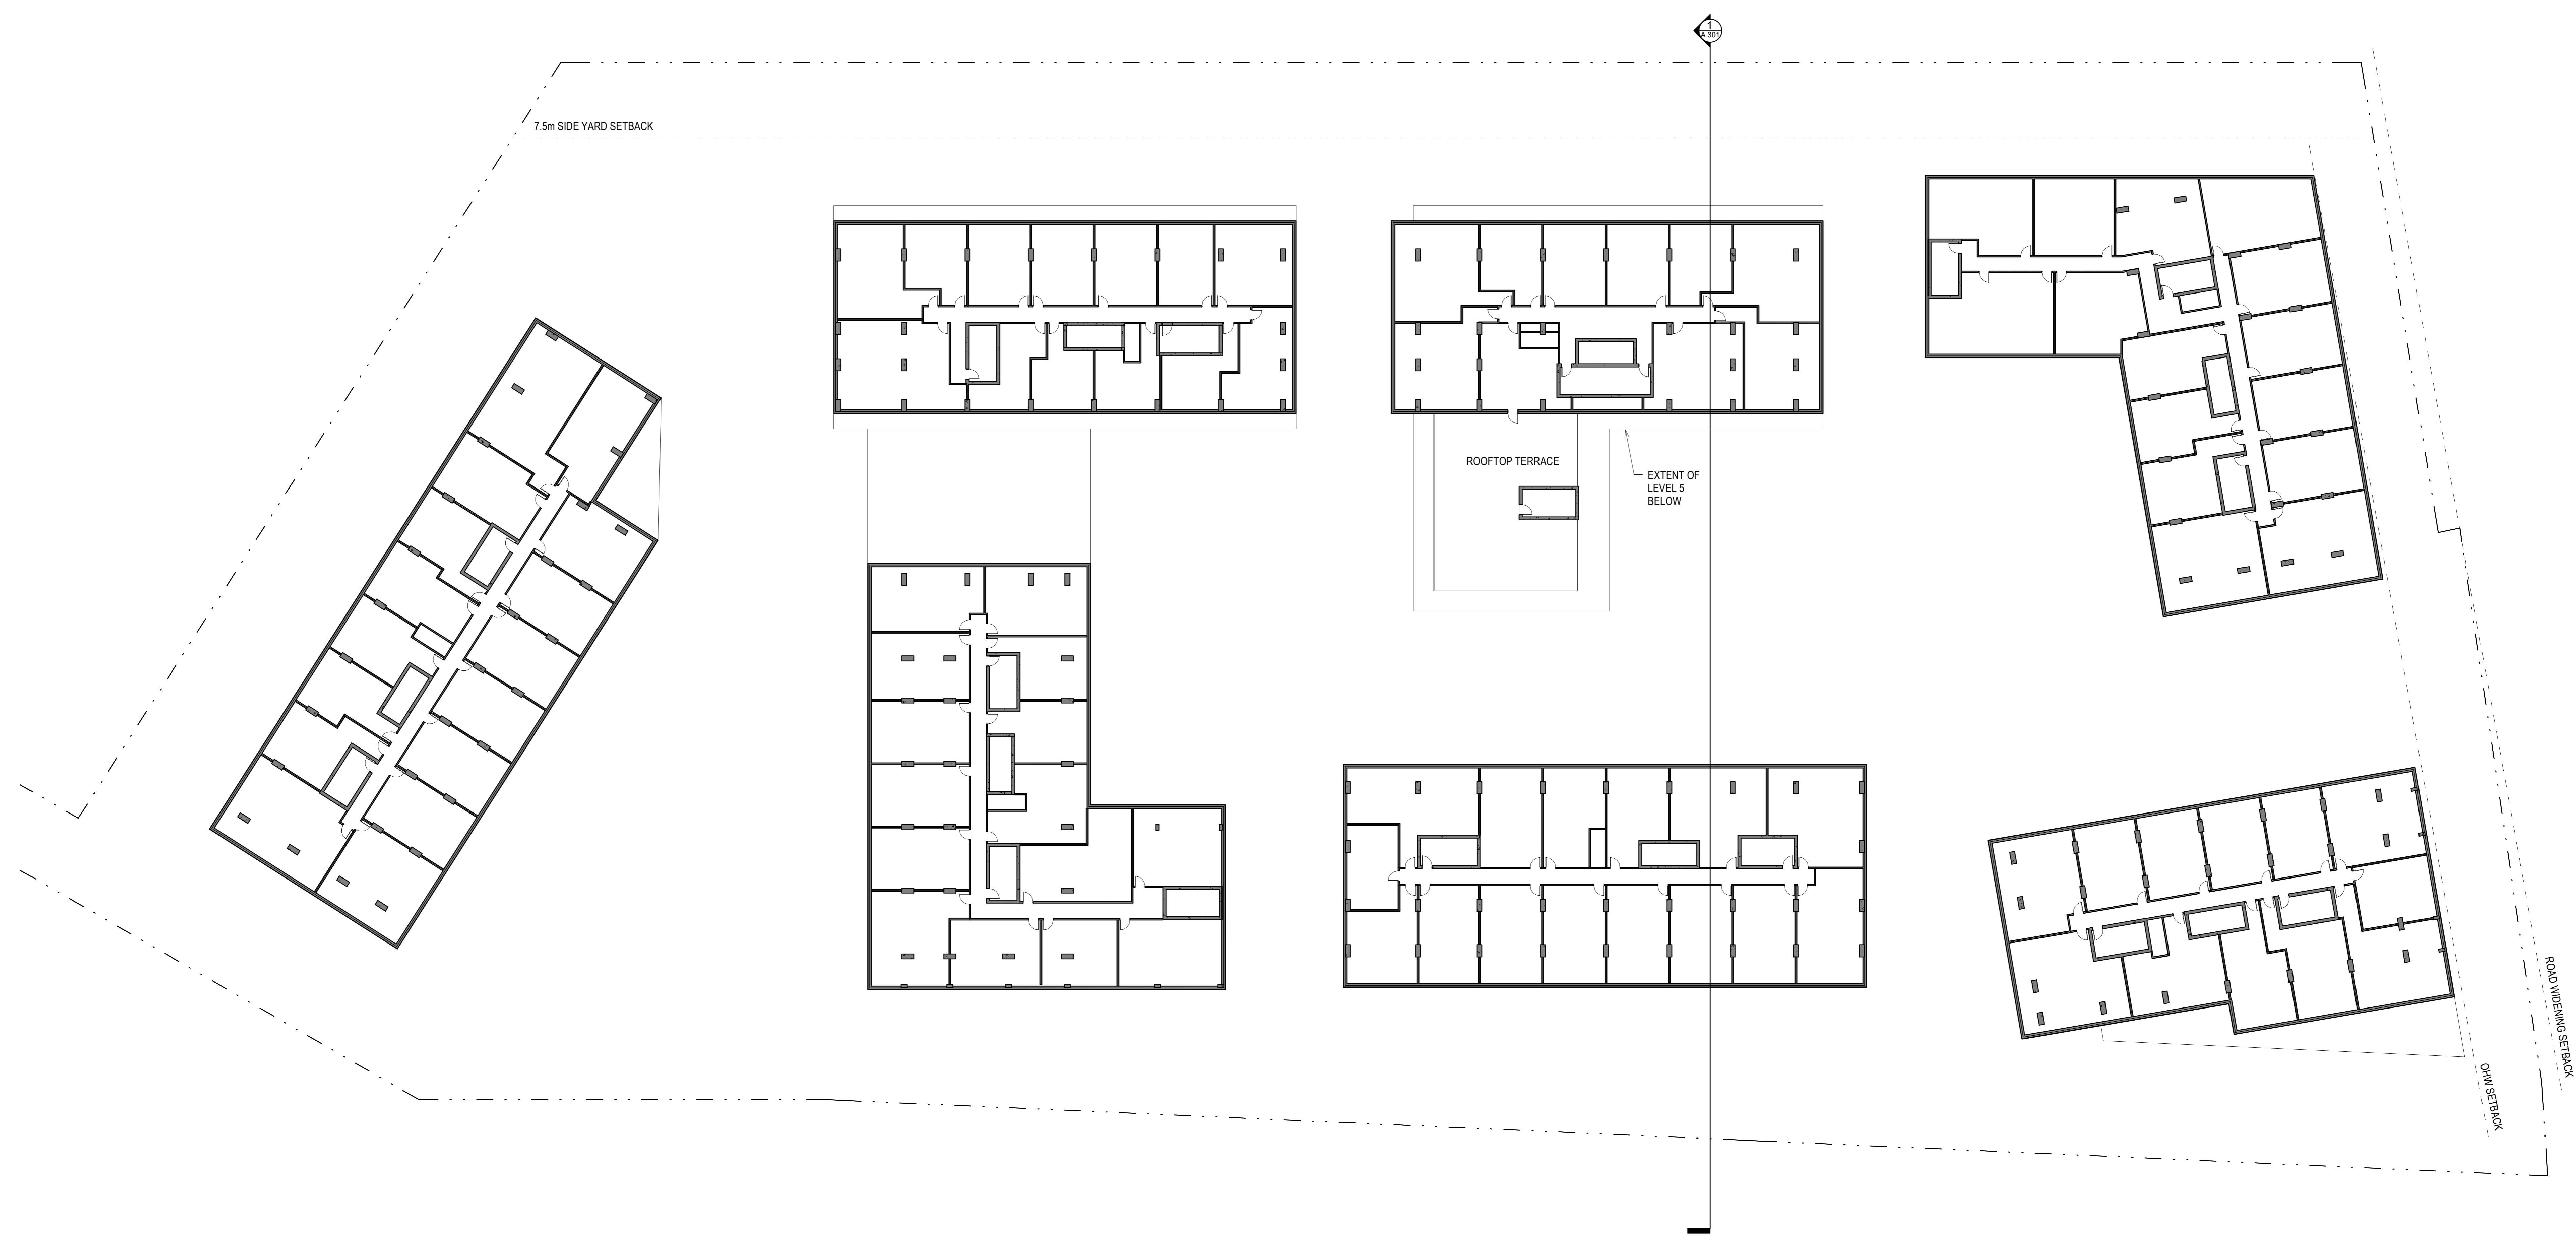 1
A.301
7.5m SIDE YARD SETBACK
ROOFTOP TERRACE
EXTENT OF
LEVEL 5
BELOW
ROAD WIDENING SETBACK
OHW SETBACK